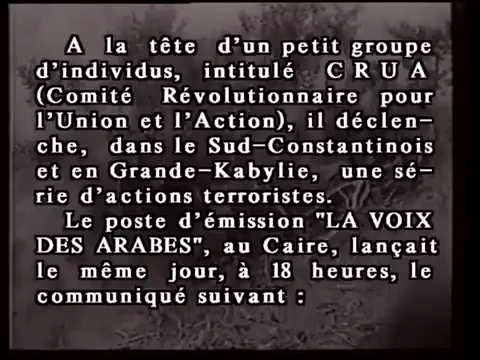 A la tête d'un petit groupe
d'individus, intitulé C R U A
(Comité Révolutionnaire pour
l'Union et l'Action), il déclen-
che, dans le Sud-Constantinois
et en Grande-Kabylie, une sé-
rie d'actions terroristes.
Le poste d'émission "LA VOIX
DES ARABES", au Caire, lançait
le même jour, à 18 heures, le
communiqué suivant :